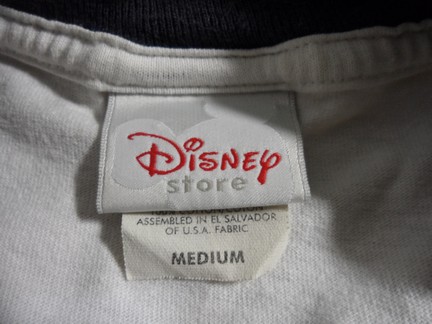 Disney
store
ASSEMBLED IN EL SALVADOR
OF U.S.A. FABRIC
MEDIUM